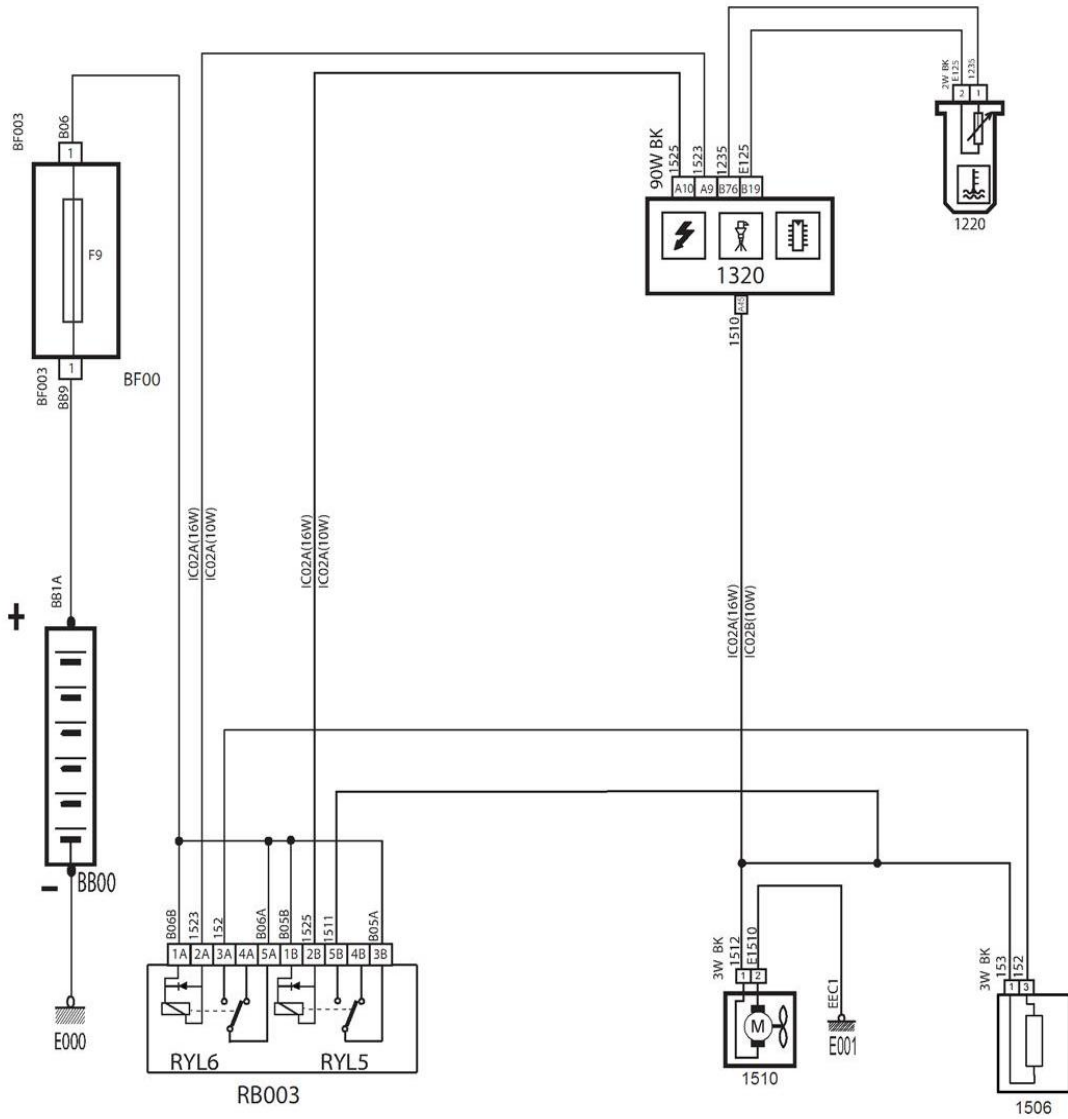 BF003
B06
1
F9
1
BF003
BB9
BF00
BB1A
+
-
BB00
E000
IC02A(16W)
IC02A(10W)
IC02A(16W)
IC02A(10W)
90W BK
1525
1523
1235
E125
A10
A9
B76
B19
1320
A45
1510
2W BK
E125
1235
2
1
1220
IC02A(16W)
IC02B(10W)
B06B
1523
152
B06A
B05B
1525
1511
B05A
1A
2A
3A
4A
5A
1B
2B
5B
4B
3B
RYL6
RYL5
RB003
3W BK
1512
E1510
1
2
M
1510
EEC1
E001
3W BK
153
152
1
3
1506